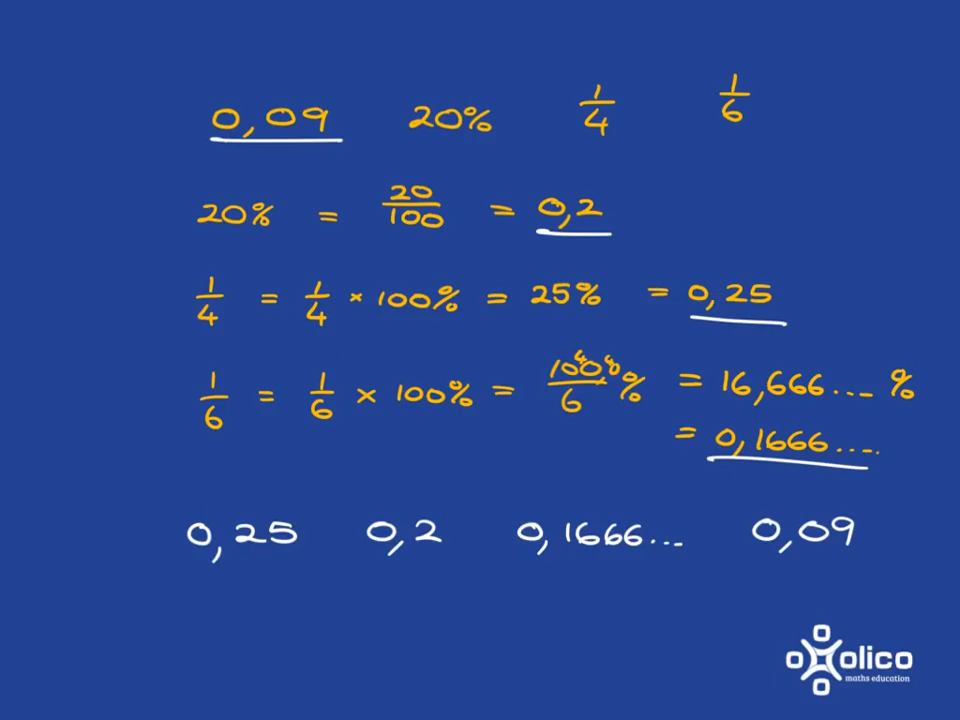 0,09 20% 1/4 1/6
20% = 20/100 = 0,2
1/4 = 1/4 × 100% = 25% = 0,25
1/6 = 1/6 × 100% = 100,/6 % = 16,666... %
= 0,1666....
0,25 0,2 0,1666... 0,09
olico
maths education